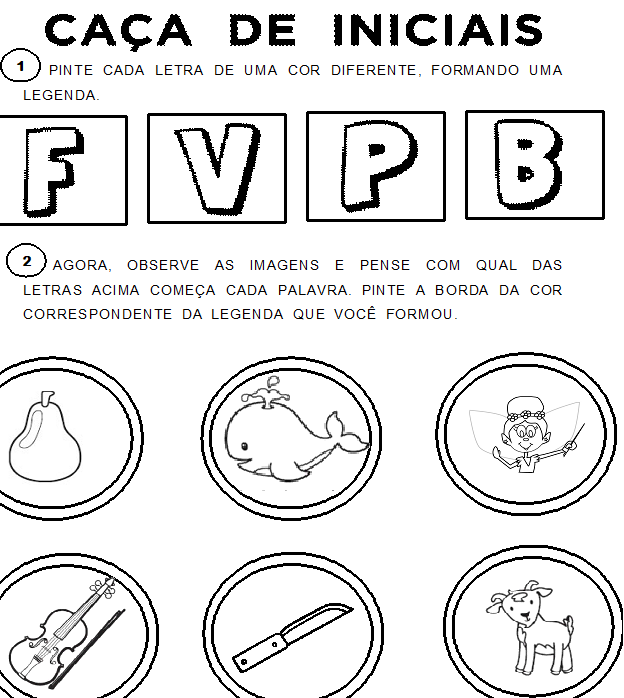 CAÇA DE INICIAIS
1 PINTE CADA LETRA DE UMA COR DIFERENTE, FORMANDO UMA
LEGENDA.
F V P B
2 AGORA, OBSERVE AS IMAGENS E PENSE COM QUAL DAS
LETRAS ACIMA COMEÇA CADA PALAVRA. PINTE A BORDA DA COR
CORRESPONDENTE DA LEGENDA QUE VOCÊ FORMOU.